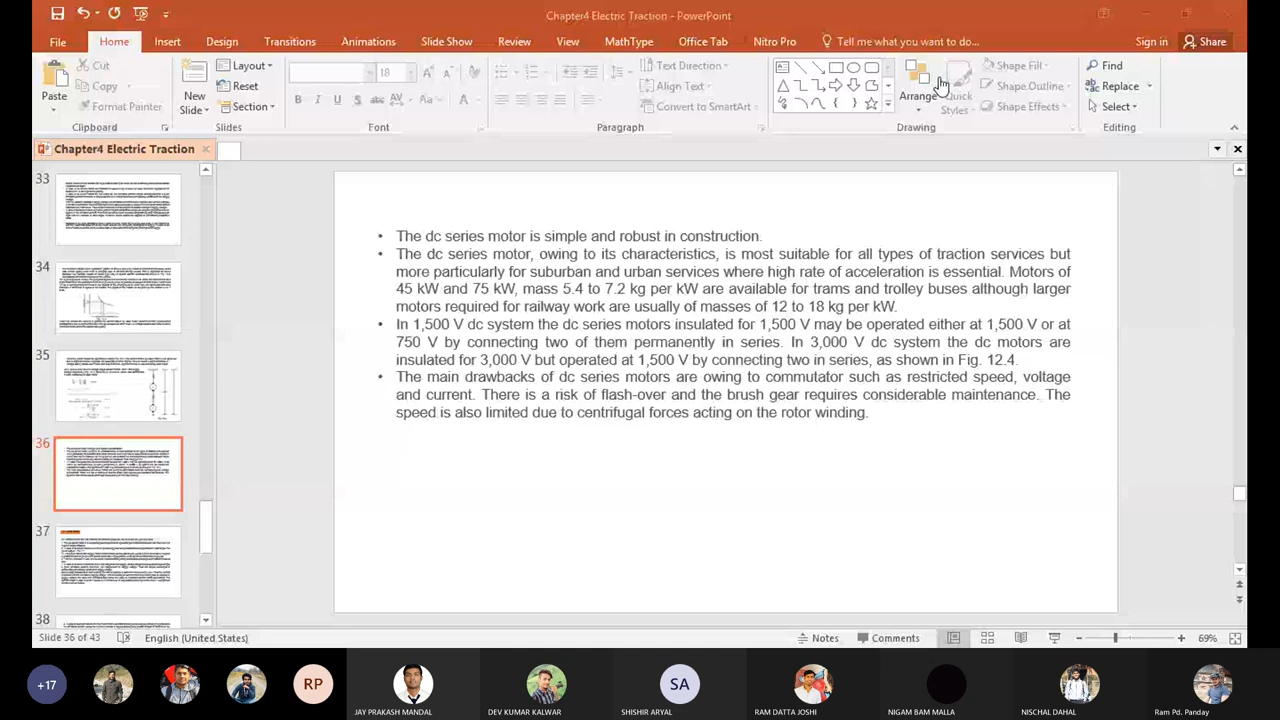 Chapter4 Electric Traction - PowerPoint
File Home Insert Design Transitions Animations Slide Show Review View MathType Office Tab Nitro Pro Tell me what you want to do... Sign in Share
Paste
Cut
Copy
Format Painter
Clipboard
New Slide
Layout
Reset
Section
Slides
18
B I U S abc AV Aa A
Font
Text Direction
Align Text
Convert to SmartArt
Paragraph
Arrange
Quick Styles
Shape Fill
Shape Outline
Shape Effects
Drawing
Find
Replace
Select
Editing
Chapter4 Electric Traction
33
34
35
36
37
38
• The dc series motor is simple and robust in construction.
• The dc series motor, owing to its characteristics, is most suitable for all types of traction services but
more particularly for suburban and urban services where high rate of acceleration is essential. Motors of
45 kW and 75 kW, mass 5.4 to 7.2 kg per kW are available for trams and trolley buses although larger
motors required for railway work are usually of masses of 12 to 18 kg per kW.
• In 1,500 V dc system the dc series motors insulated for 1,500 V may be operated either at 1,500 V or at
750 V by connecting two of them permanently in series. In 3,000 V dc system the dc motors are
insulated for 3,000 V but operated at 1,500 V by connecting two in series, as shown in Fig. 12.4.
• The main drawbacks of dc series motors are owing to commutator such as restricted speed, voltage
and current. There is a risk of flash-over and the brush gear requires considerable maintenance. The
speed is also limited due to centrifugal forces acting on the rotor winding.
Slide 36 of 43 English (United States) Notes Comments 69%
+17 RP SA
JAY PRAKASH MANDAL DEV KUMAR KALWAR SHISHIR ARYAL RAM DATTA JOSHI NIGAM BAM MALLA NISCHAL DAHAL Ram Pd. Panday